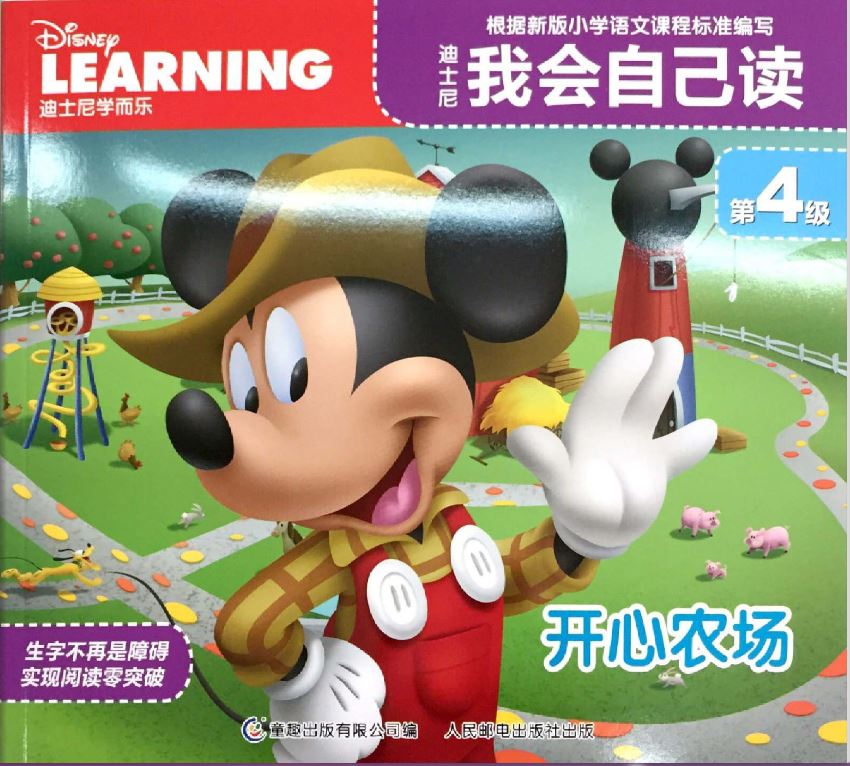 Disney
LEARNING
迪士尼学而乐
根据新版小学语文课程标准编写
迪士尼
我会自己读
第4级
开心农场
生字不再是障碍
实现阅读零突破
童趣出版有限公司编 人民邮电出版社出版